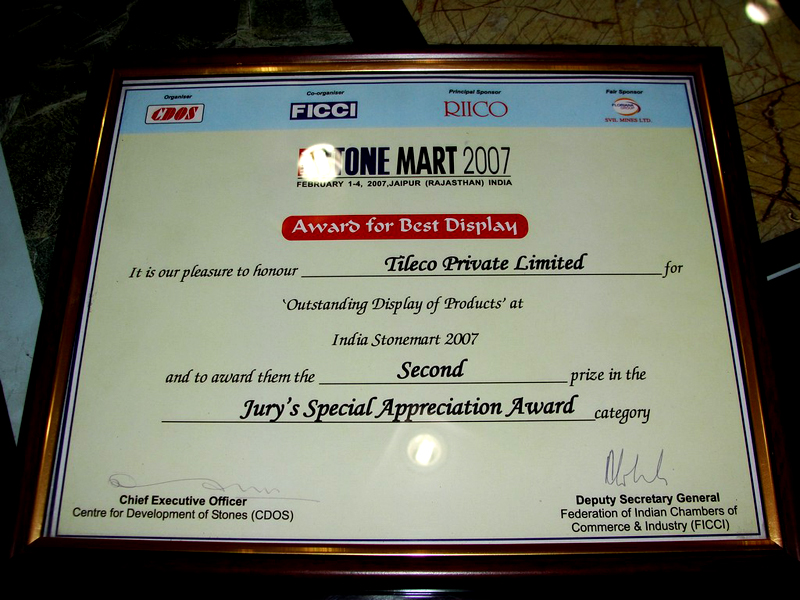 Organiser
CDOS
Co-organiser
FICCI
Principal Sponsor
RIICO
Fair Sponsor
SVIL MINES LTD.
STONE MART 2007
FEBRUARY 1-4, 2007,JAIPUR (RAJASTHAN) INDIA
Award for Best Display
It is our pleasure to honour Tileco Private Limited for
'Outstanding Display of Products' at
India Stonemart 2007
and to award them the Second prize in the
Jury's Special Appreciation Award category
Chief Executive Officer
Centre for Development of Stones (CDOS)
Deputy Secretary General
Federation of Indian Chambers of
Commerce & Industry (FICCI)